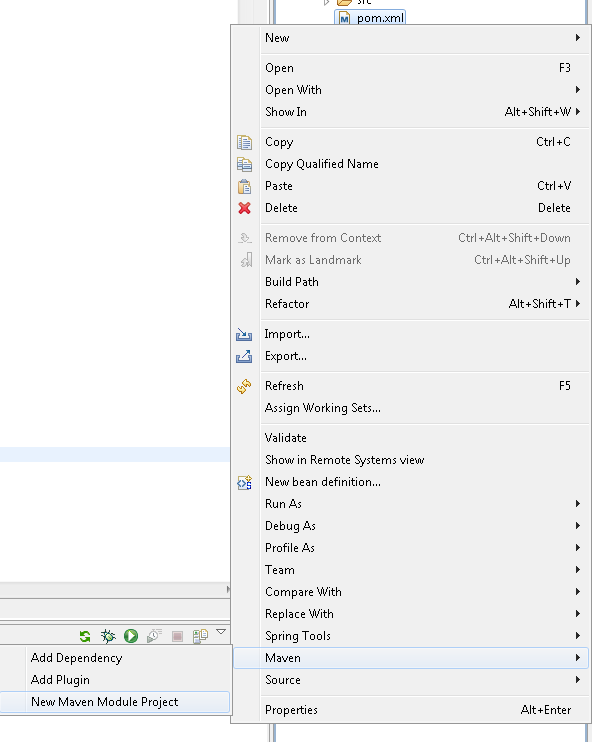 src
pom.xml
New
Open F3
Open With
Show In Alt+Shift+W
Copy Ctrl+C
Copy Qualified Name
Paste Ctrl+V
Delete Delete
Remove from Context Ctrl+Alt+Shift+Down
Mark as Landmark Ctrl+Alt+Shift+Up
Build Path
Refactor Alt+Shift+T
Import...
Export...
Refresh F5
Assign Working Sets...
Validate
Show in Remote Systems view
New bean definition...
Run As
Debug As
Profile As
Team
Compare With
Replace With
Spring Tools
Maven
Source
Properties Alt+Enter
Add Dependency
Add Plugin
New Maven Module Project